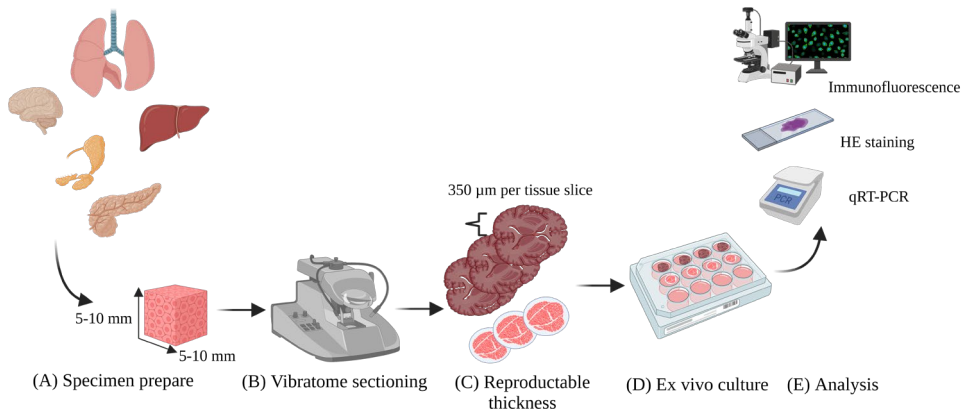 Immunofluorescence
HE staining
350 μm per tissue slice
qRT-PCR
PCR
5-10 mm
5-10 mm
(A) Specimen prepare
(B) Vibratome sectioning
(C) Reproductable
thickness
(D) Ex vivo culture
(E) Analysis